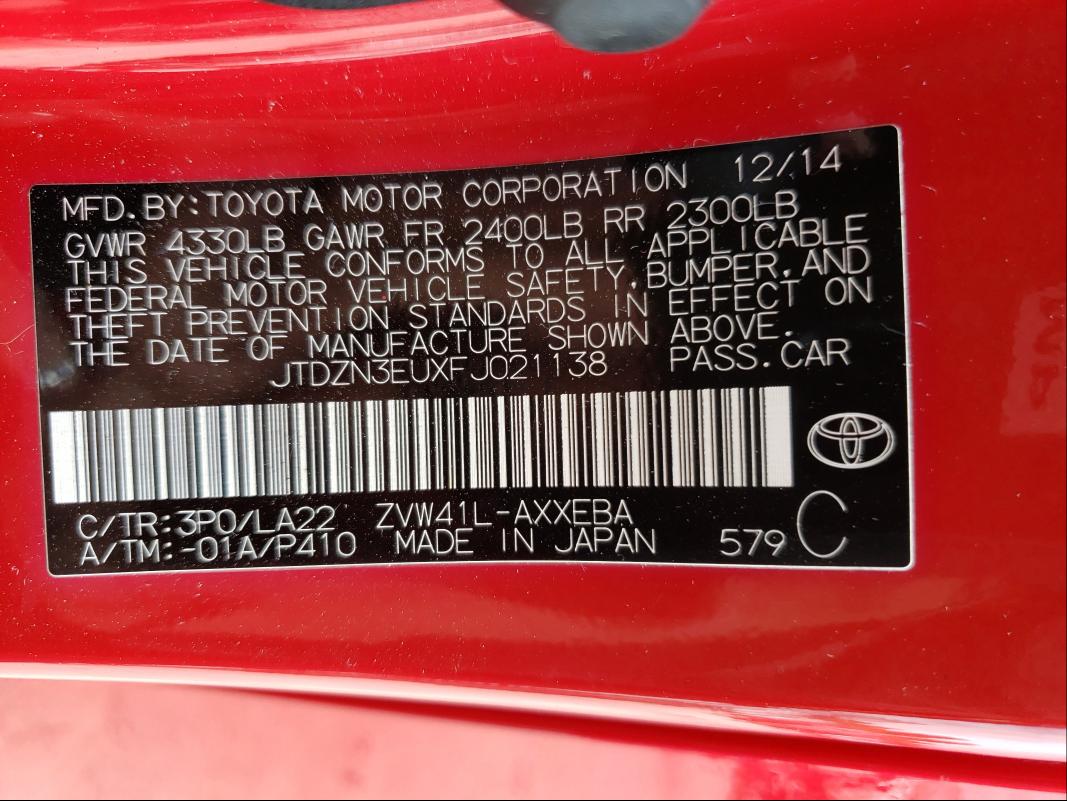 MFD.BY:TOYOTA MOTOR CORPORATION 12/14
GVWR 4330LB GAWR FR 2400LB RR 2300LB
THIS VEHICLE CONFORMS TO ALL APPLICABLE
FEDERAL MOTOR VEHICLE SAFETY,BUMPER,AND
THEFT PREVENTION STANDARDS IN EFFECT ON
THE DATE OF MANUFACTURE SHOWN ABOVE.
JTDZN3EUXFJ021138 PASS.CAR
C/TR:3P0/LA22 ZVW41L-AXXEBA
A/TM:-01A/P410 MADE IN JAPAN 579 C